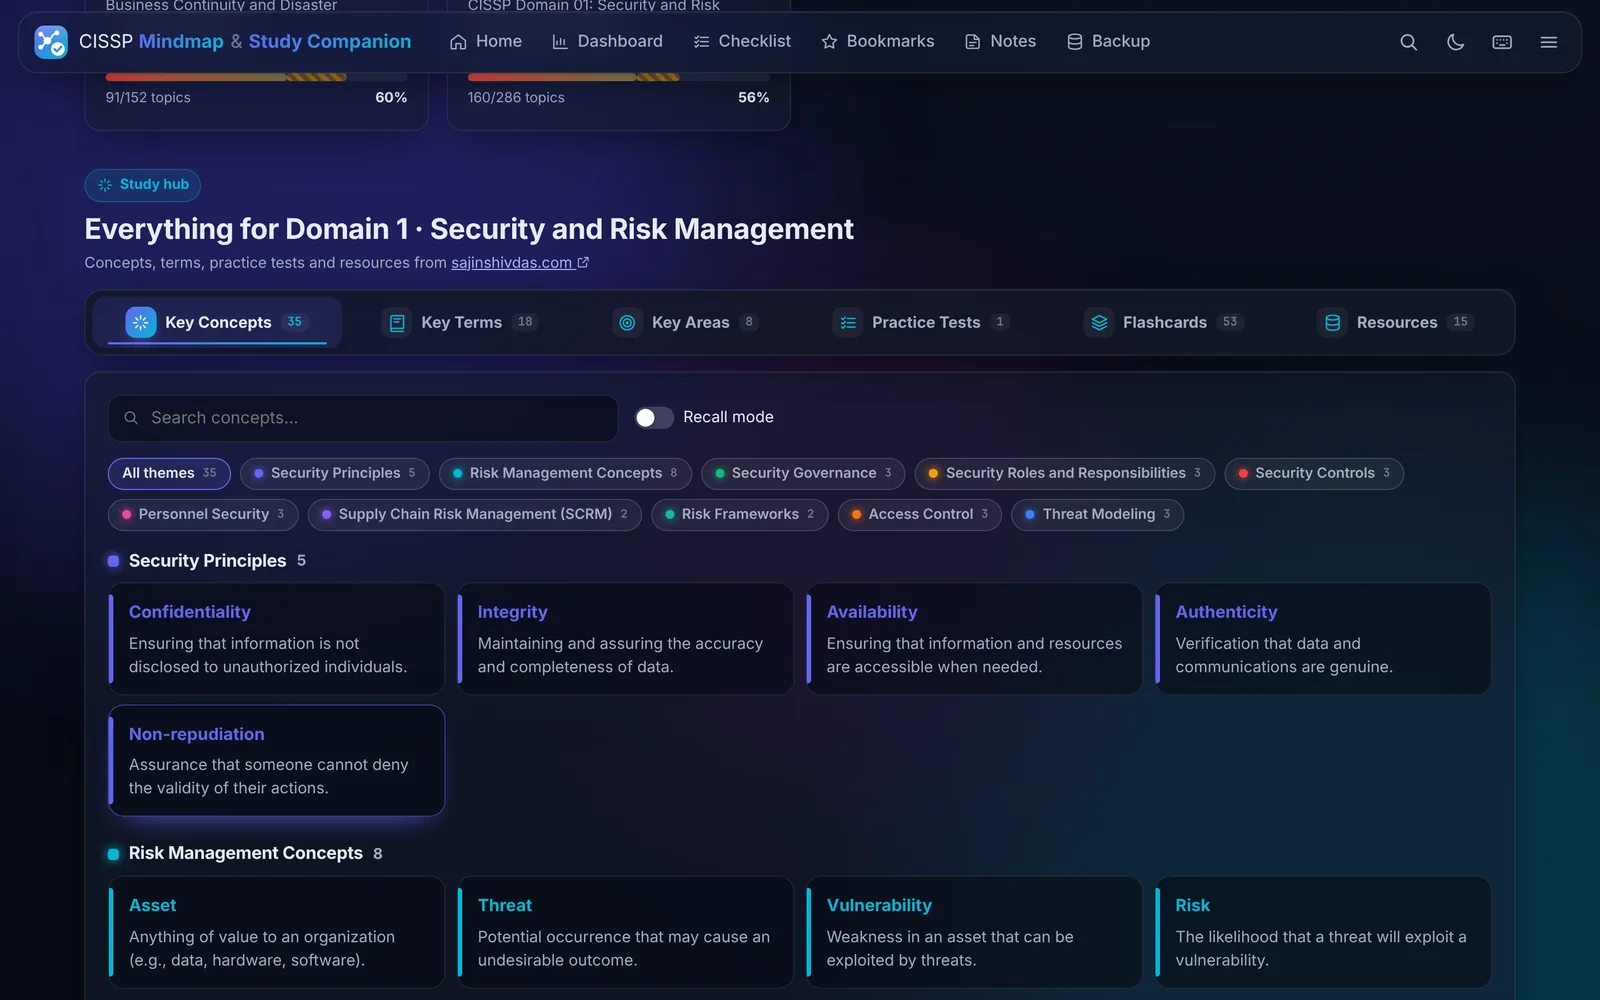 Business Continuity and Disaster
CISSP Domain 01: Security and Risk
CISSP Mindmap & Study Companion
Home
Dashboard
Checklist
Bookmarks
Notes
Backup
91/152 topics
60%
160/286 topics
56%
Study hub
Everything for Domain 1 · Security and Risk Management
Concepts, terms, practice tests and resources from sajinshivdas.com
Key Concepts 35
Key Terms 18
Key Areas 8
Practice Tests 1
Flashcards 53
Resources 15
Search concepts...
Recall mode
All themes 35
Security Principles 5
Risk Management Concepts 8
Security Governance 3
Security Roles and Responsibilities 3
Security Controls 3
Personnel Security 3
Supply Chain Risk Management (SCRM) 2
Risk Frameworks 2
Access Control 3
Threat Modeling 3
Security Principles 5
Confidentiality
Ensuring that information is not
disclosed to unauthorized individuals.
Integrity
Maintaining and assuring the accuracy
and completeness of data.
Availability
Ensuring that information and resources
are accessible when needed.
Authenticity
Verification that data and
communications are genuine.
Non-repudiation
Assurance that someone cannot deny
the validity of their actions.
Risk Management Concepts 8
Asset
Anything of value to an organization
(e.g., data, hardware, software).
Threat
Potential occurrence that may cause an
undesirable outcome.
Vulnerability
Weakness in an asset that can be
exploited by threats.
Risk
The likelihood that a threat will exploit a
vulnerability.